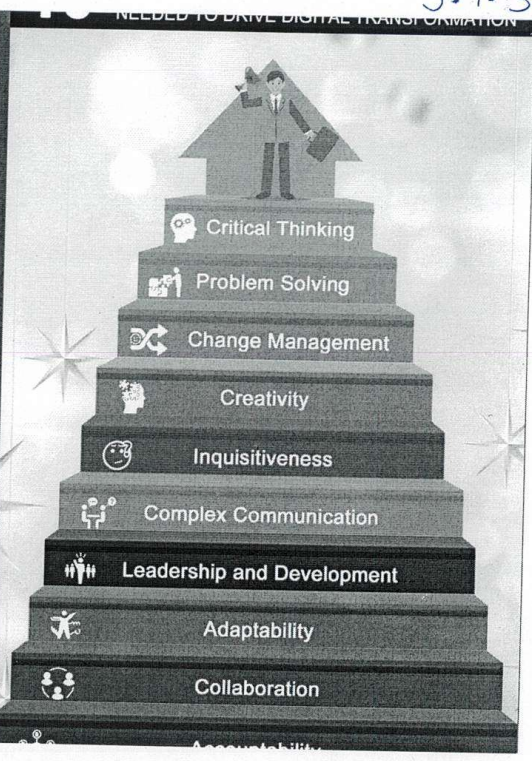 NEEDED TO DRIVE DIGITAL TRANSFORMATION
Critical Thinking
Problem Solving
Change Management
Creativity
Inquisitiveness
Complex Communication
Leadership and Development
Adaptability
Collaboration
Accountability